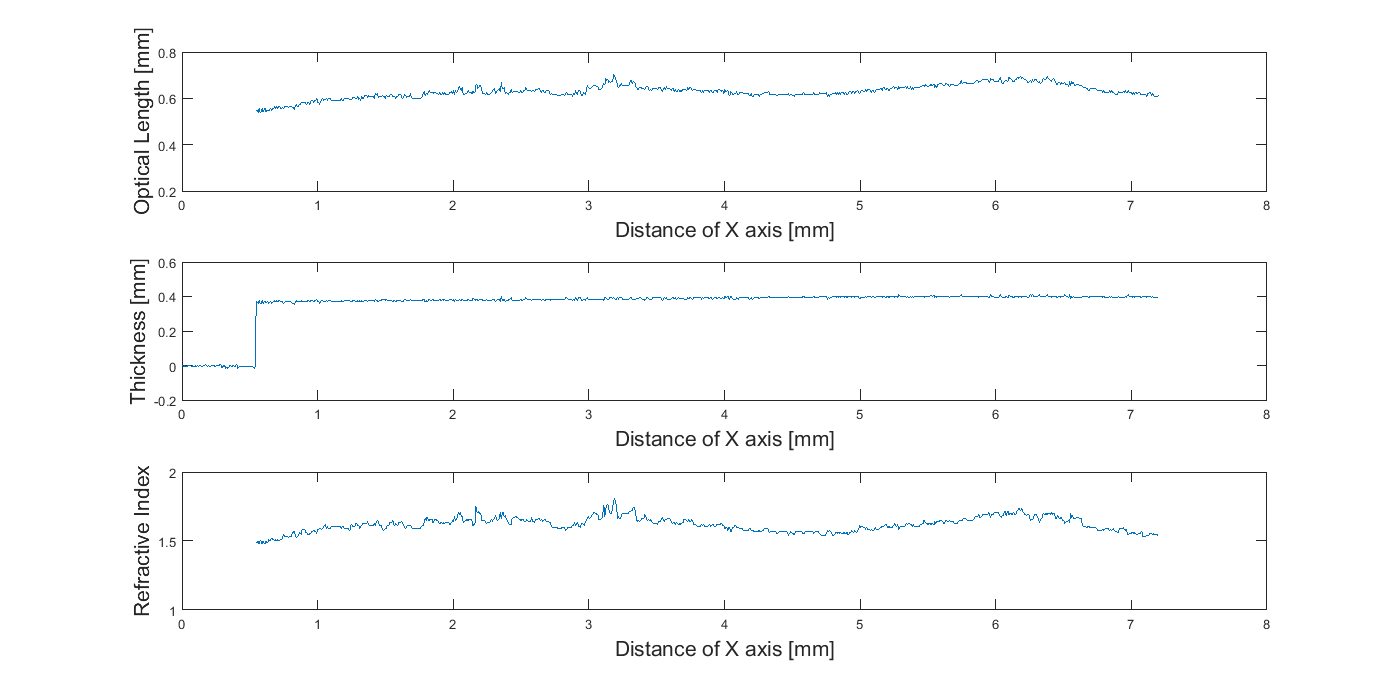 Optical Length [mm]
0.8
0.6
0.4
0.2
0 1 2 3 4 5 6 7 8
Distance of X axis [mm]
Thickness [mm]
0.6
0.4
0.2
0
-0.2
0 1 2 3 4 5 6 7 8
Distance of X axis [mm]
Refractive Index
2
1.5
1
0 1 2 3 4 5 6 7 8
Distance of X axis [mm]